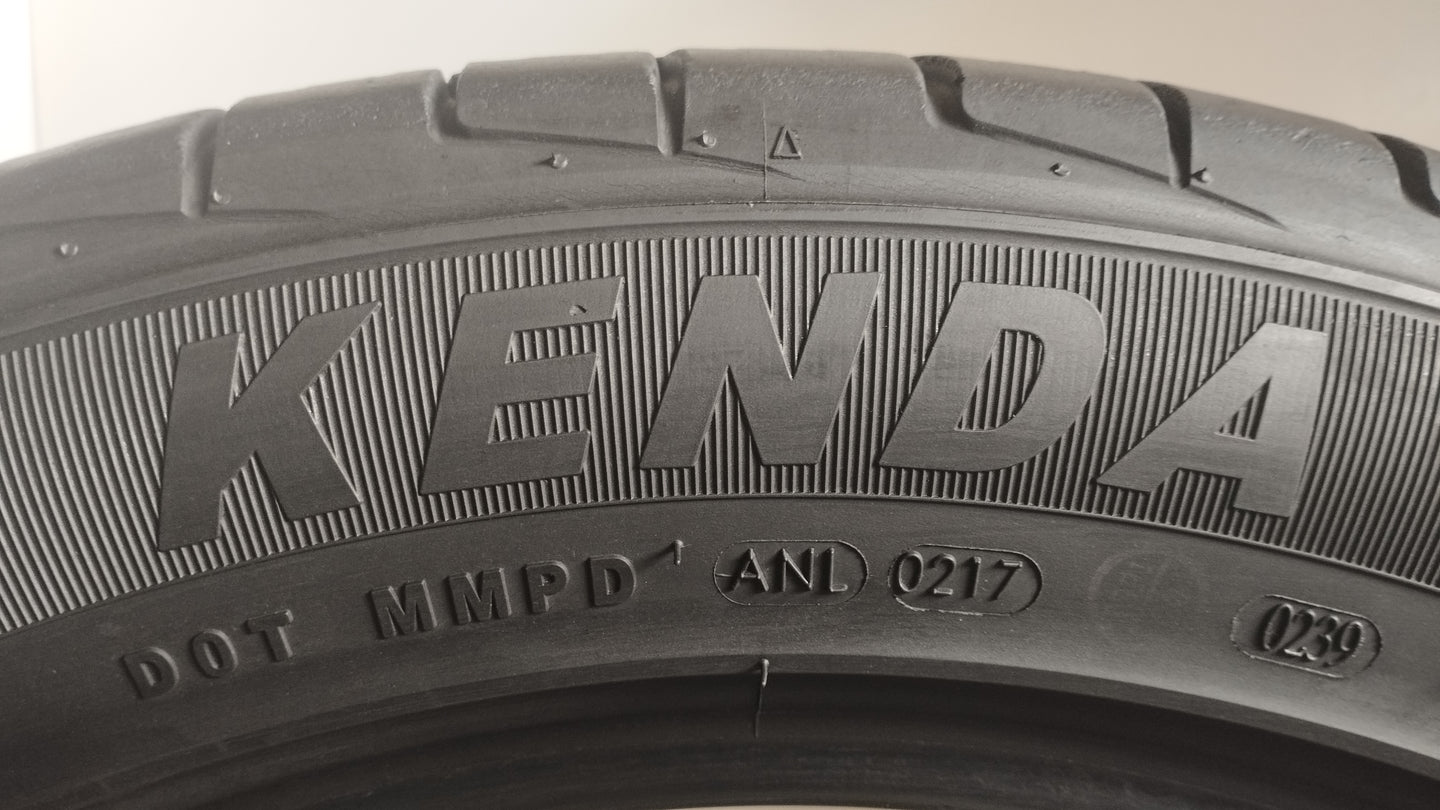 KENDA
DOT MMPD ANL 0217 0239